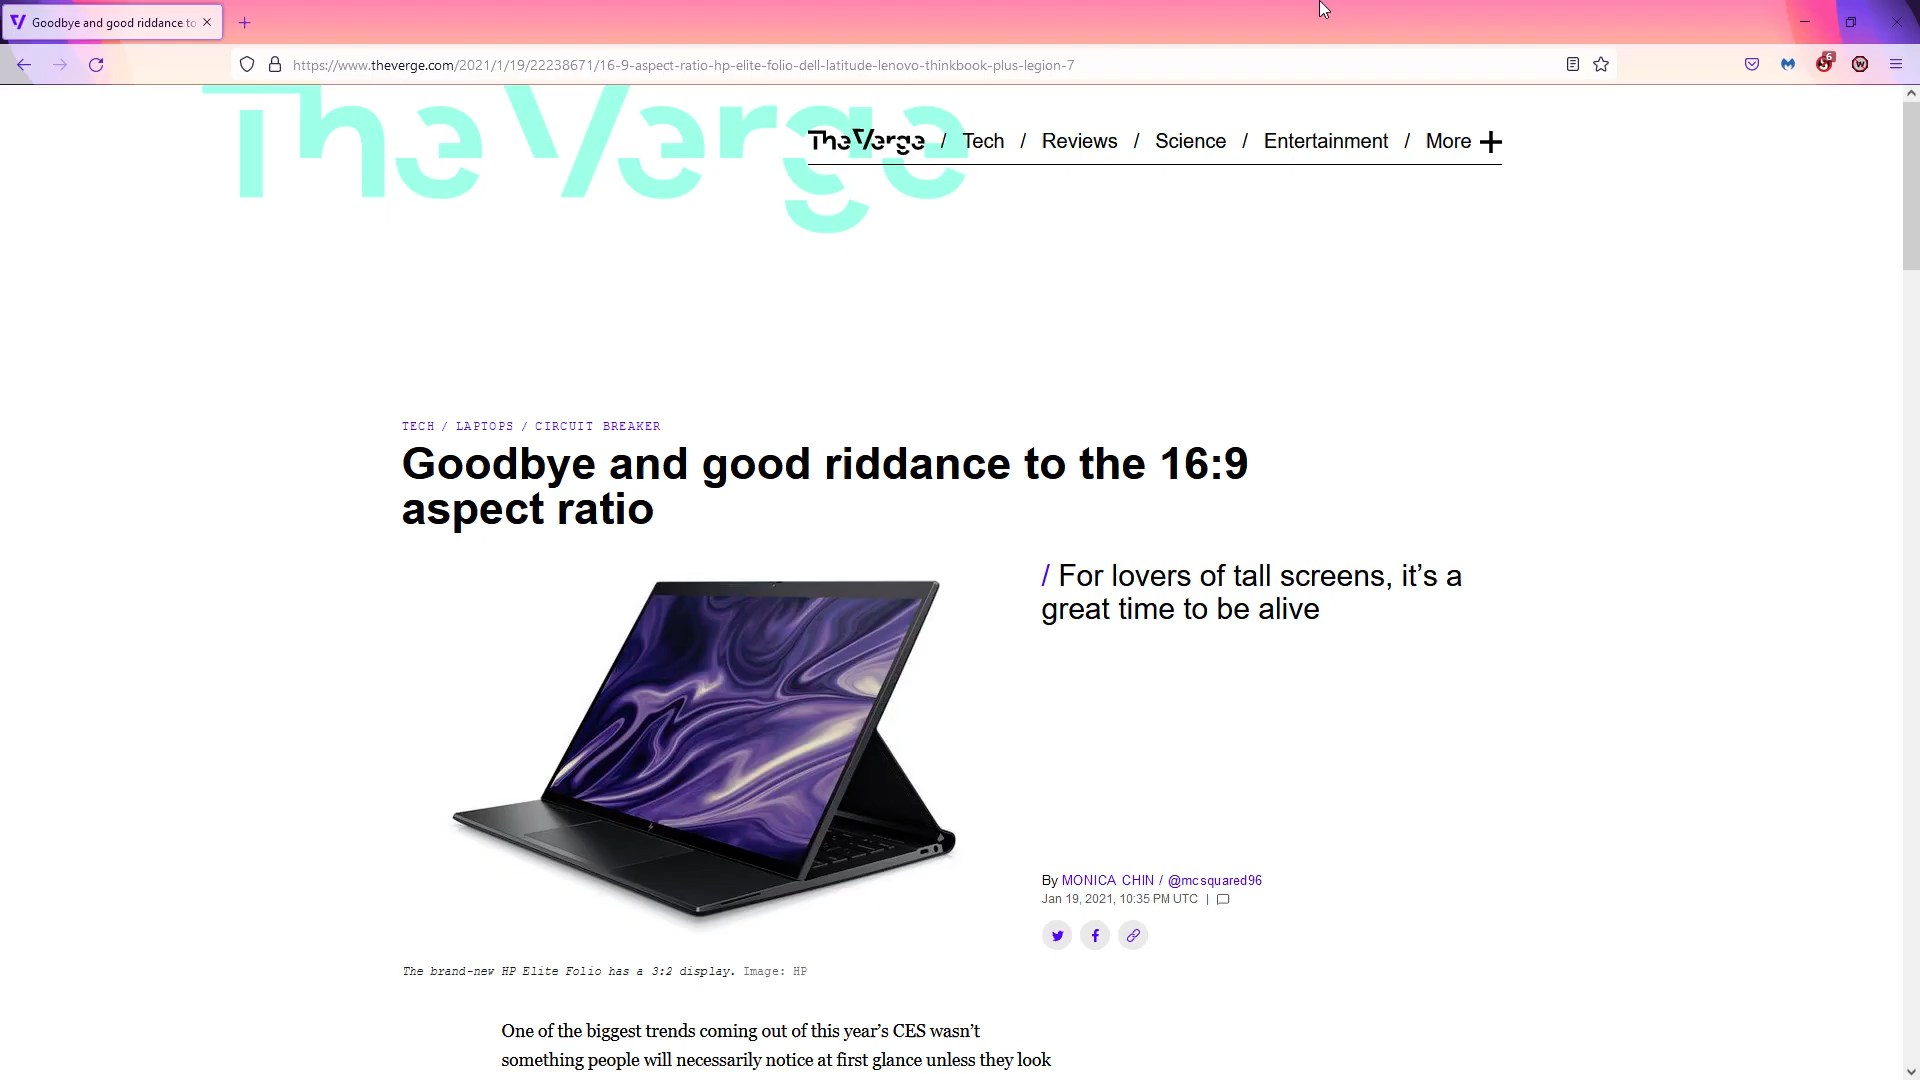 Goodbye and good riddance to
https://www.theverge.com/2021/1/19/22238671/16-9-aspect-ratio-hp-elite-folio-dell-latitude-lenovo-thinkbook-plus-legion-7
6
The Verge
The Verge / Tech / Reviews / Science / Entertainment / More
TECH / LAPTOPS / CIRCUIT BREAKER
Goodbye and good riddance to the 16:9
aspect ratio
/ For lovers of tall screens, it’s a
great time to be alive
By MONICA CHIN / @mcsquared96
Jan 19, 2021, 10:35 PM UTC |
The brand-new HP Elite Folio has a 3:2 display. Image: HP
One of the biggest trends coming out of this year’s CES wasn’t
something people will necessarily notice at first glance unless they look